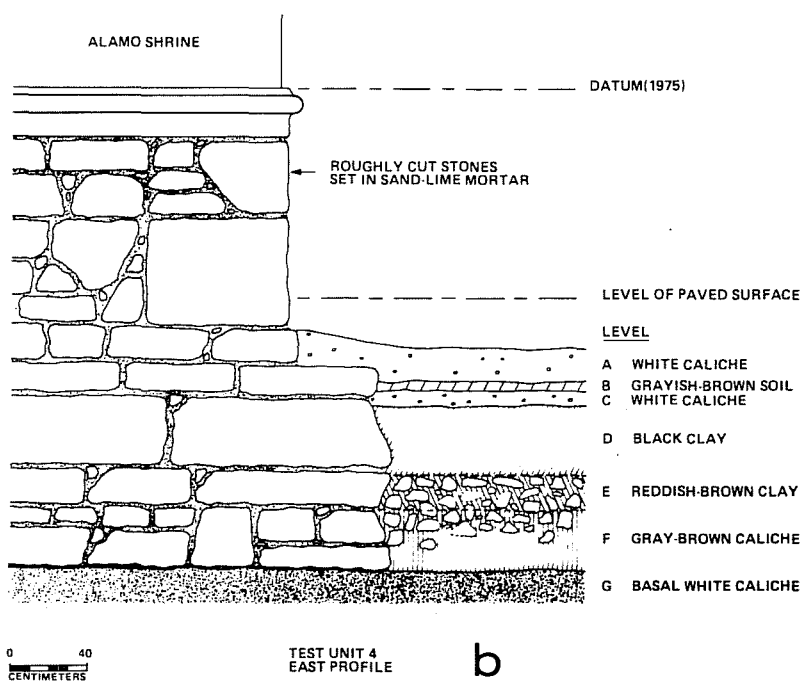 ALAMO SHRINE
DATUM(1975)
ROUGHLY CUT STONES
SET IN SAND-LIME MORTAR
LEVEL OF PAVED SURFACE
LEVEL
A WHITE CALICHE
B GRAYISH-BROWN SOIL
C WHITE CALICHE
D BLACK CLAY
E REDDISH-BROWN CLAY
F GRAY-BROWN CALICHE
G BASAL WHITE CALICHE
0 40
CENTIMETERS
TEST UNIT 4
EAST PROFILE
b